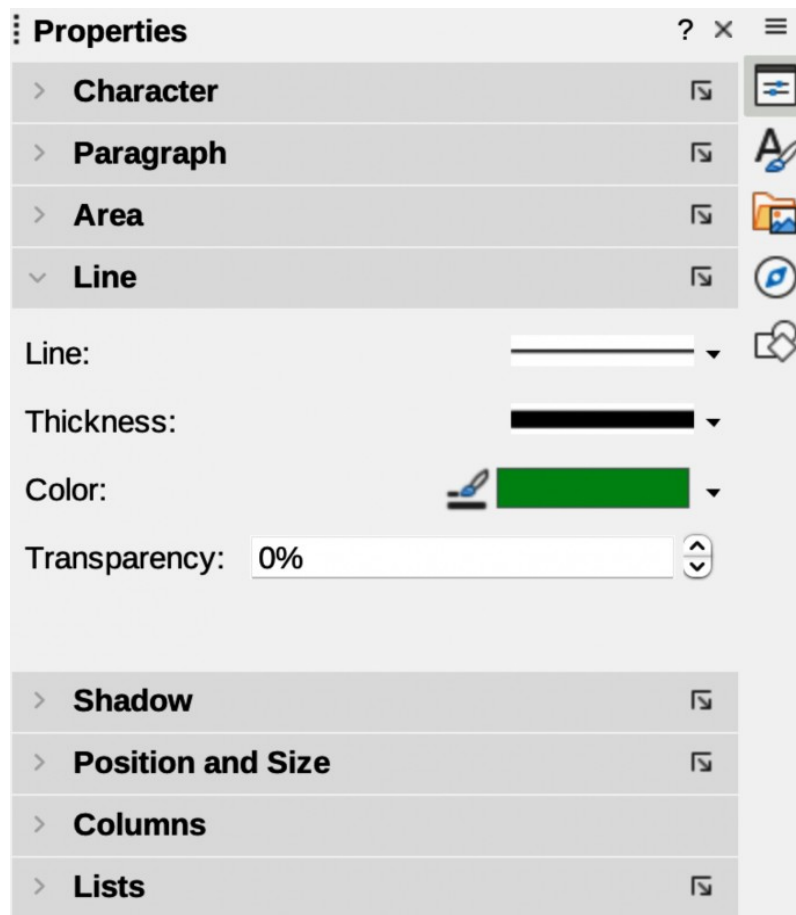 Properties ?
Character
Paragraph
Area
Line
Line:
Thickness:
Color:
Transparency: 0%
Shadow
Position and Size
Columns
Lists